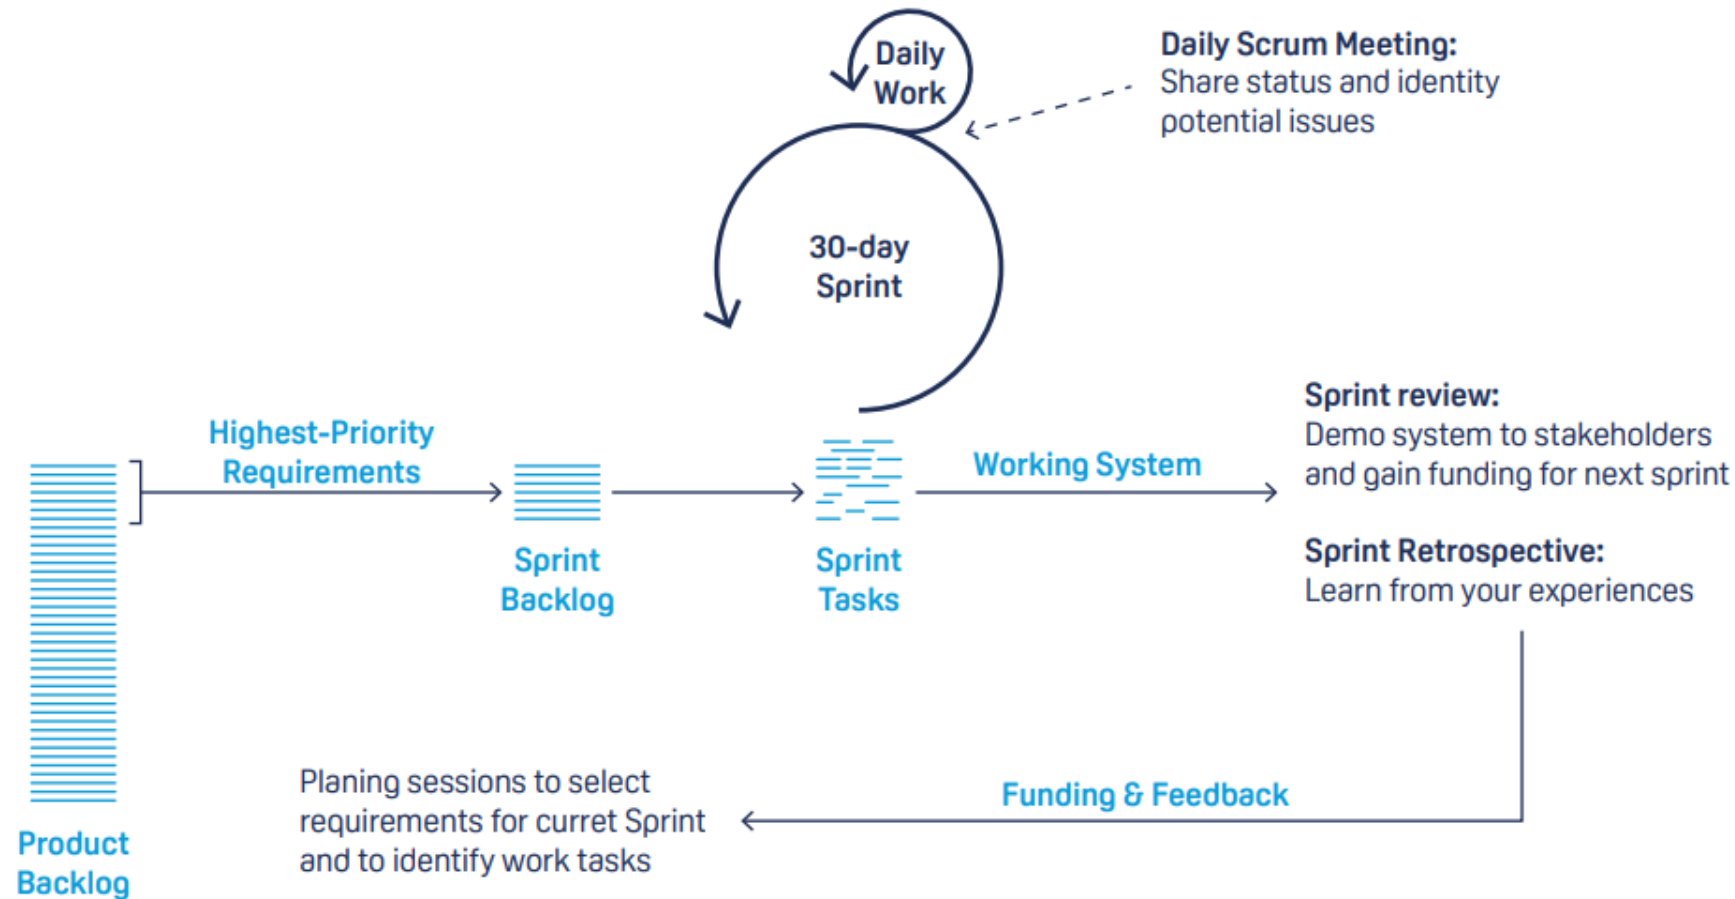 Daily
Work
Daily Scrum Meeting:
Share status and identity
potential issues
30-day
Sprint
Highest-Priority
Requirements
Sprint
Backlog
Sprint
Tasks
Working System
Sprint review:
Demo system to stakeholders
and gain funding for next sprint
Sprint Retrospective:
Learn from your experiences
Product
Backlog
Planing sessions to select
requirements for curret Sprint
and to identify work tasks
Funding & Feedback